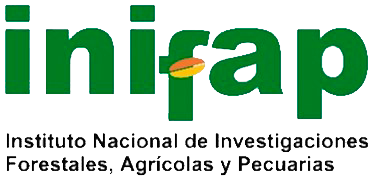 inifap
Instituto Nacional de Investigaciones
Forestales, Agrícolas y Pecuarias